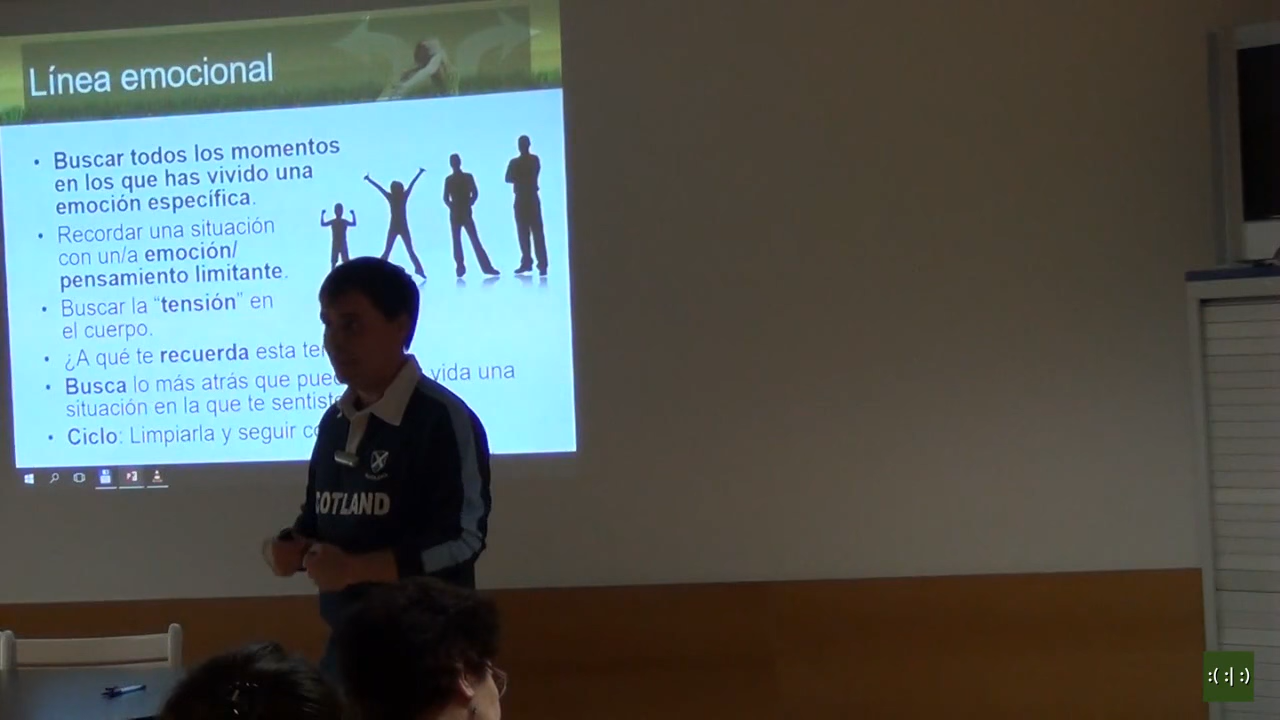 Línea emocional
• Buscar todos los momentos
en los que has vivido una
emoción específica.
• Recordar una situación
con un/a emoción/
pensamiento limitante.
• Buscar la “tensión” en
el cuerpo.
• ¿A qué te recuerda esta
• Busca lo más atrás que vida una
situación en la que te
• Ciclo: Limpiarla y seguir
COTLAND
:( :| :)